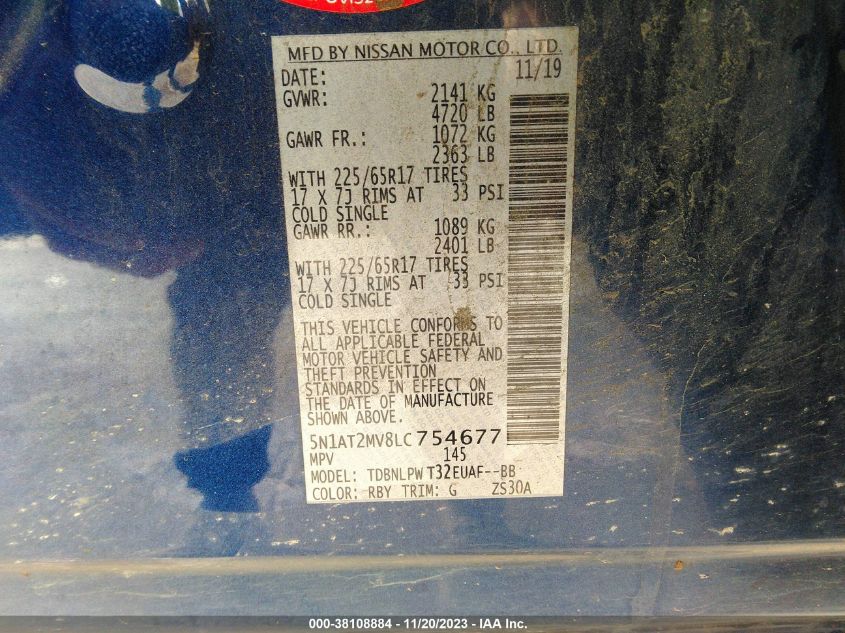 MFD BY NISSAN MOTOR CO., LTD.
DATE: 11/19
GVWR: 2141 KG
4720 LB
GAWR FR.: 1072 KG
2363 LB
WITH 225/65R17 TIRES
17 X 7J RIMS AT 33 PSI
COLD SINGLE
GAWR RR.: 1089 KG
2401 LB
WITH 225/65R17 TIRES
17 X 7J RIMS AT 33 PSI
COLD SINGLE
THIS VEHICLE CONFORMS TO
ALL APPLICABLE FEDERAL
MOTOR VEHICLE SAFETY AND
THEFT PREVENTION
STANDARDS IN EFFECT ON
THE DATE OF MANUFACTURE
SHOWN ABOVE.
5N1AT2MV8LC754677
MPV 145
MODEL: TDBNLPW T32EUAF--BB
COLOR: RBY TRIM: G ZS30A
000-38108884 - 11/20/2023 - IAA Inc.